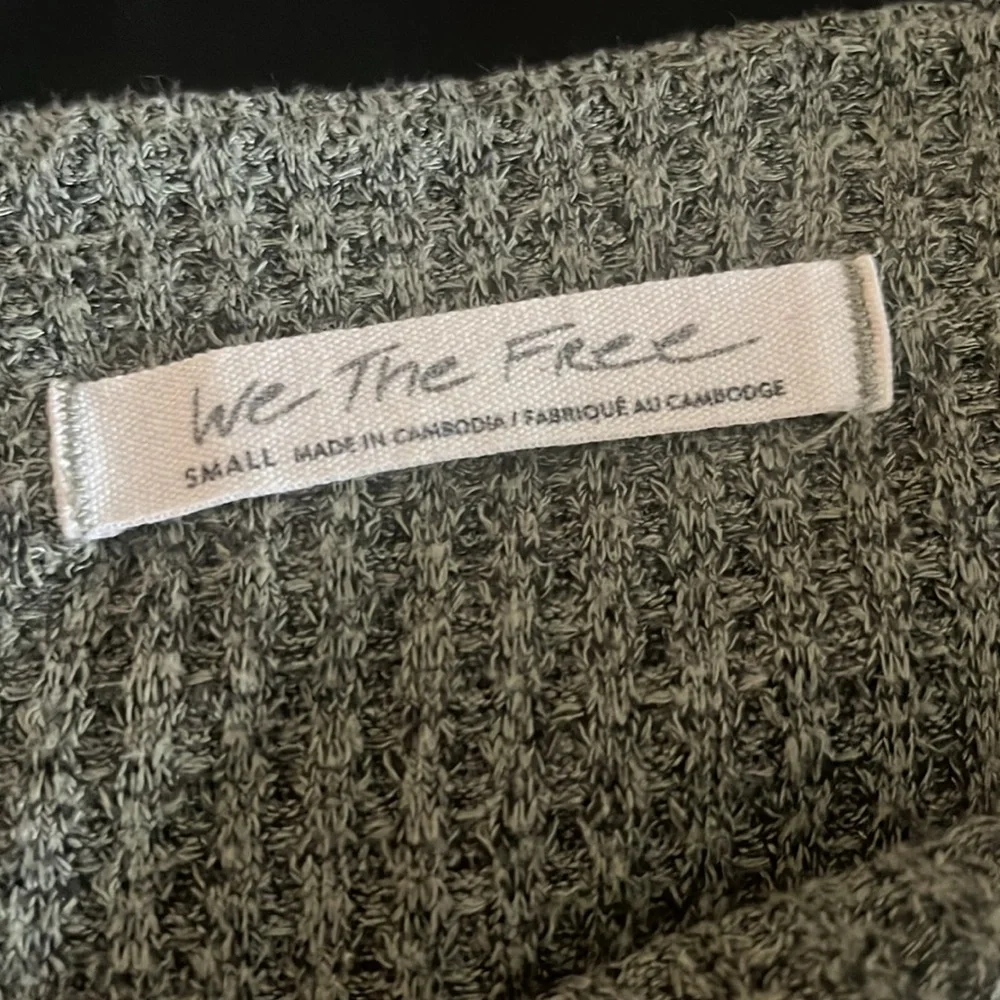 We The Free
SMALL MADE IN CAMBODIA / FABRIQUÉ AU CAMBODGE